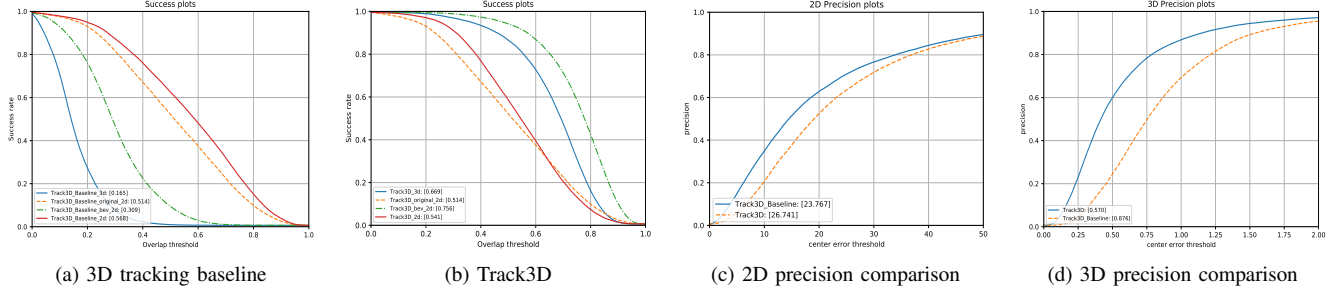 Success plots
Success rate
1.0
0.8
0.6
0.4
0.2
0.0
Track3D_Baseline_3d: [0.165]
Track3D_Baseline_original_2d: [0.514]
Track3D_Baseline_bev_2d: [0.309]
Track3D_Baseline_2d: [0.568]
0.0 0.2 0.4 0.6 0.8 1.0
Overlap threshold
(a) 3D tracking baseline
Success plots
Success rate
1.0
0.8
0.6
0.4
0.2
0.0
Track3D_3d: [0.669]
Track3D_original_2d: [0.514]
Track3D_bev_2d: [0.756]
Track3D_2d: [0.541]
0.0 0.2 0.4 0.6 0.8 1.0
Overlap threshold
(b) Track3D
2D Precision plots
precision
1.0
0.8
0.6
0.4
0.2
0.0
Track3D_Baseline: [23.767]
Track3D: [26.741]
0 10 20 30 40 50
center error threshold
(c) 2D precision comparison
3D Precision plots
precision
1.0
0.8
0.6
0.4
0.2
0.0
Track3D: [0.570]
Track3D_Baseline: [0.876]
0.00 0.25 0.50 0.75 1.00 1.25 1.50 1.75 2.00
center error threshold
(d) 3D precision comparison